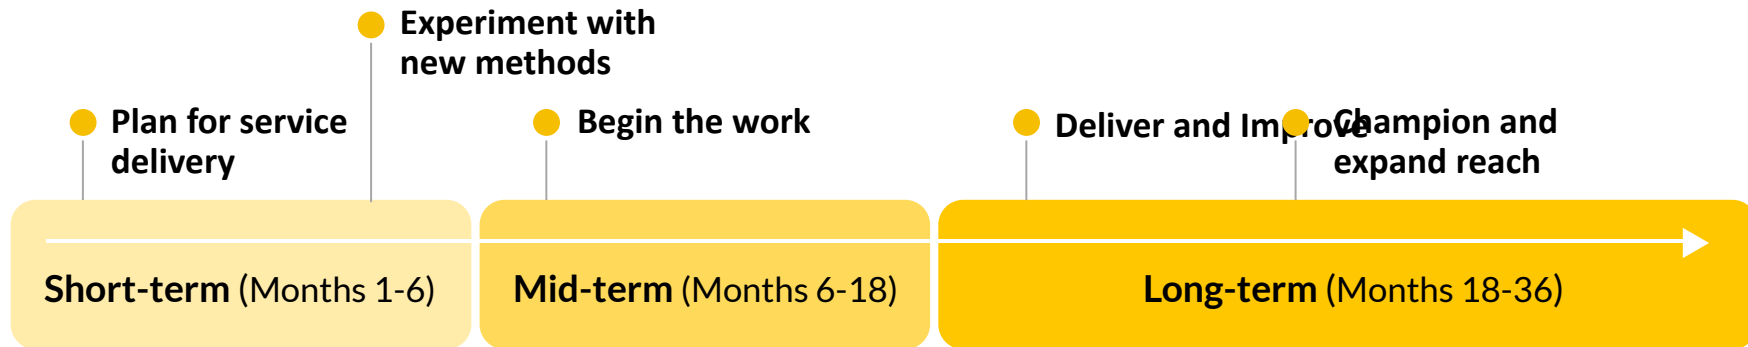 Experiment with
new methods
Plan for service
delivery
Begin the work
Deliver and Improve
Champion and
expand reach
Short-term (Months 1-6)
Mid-term (Months 6-18)
Long-term (Months 18-36)